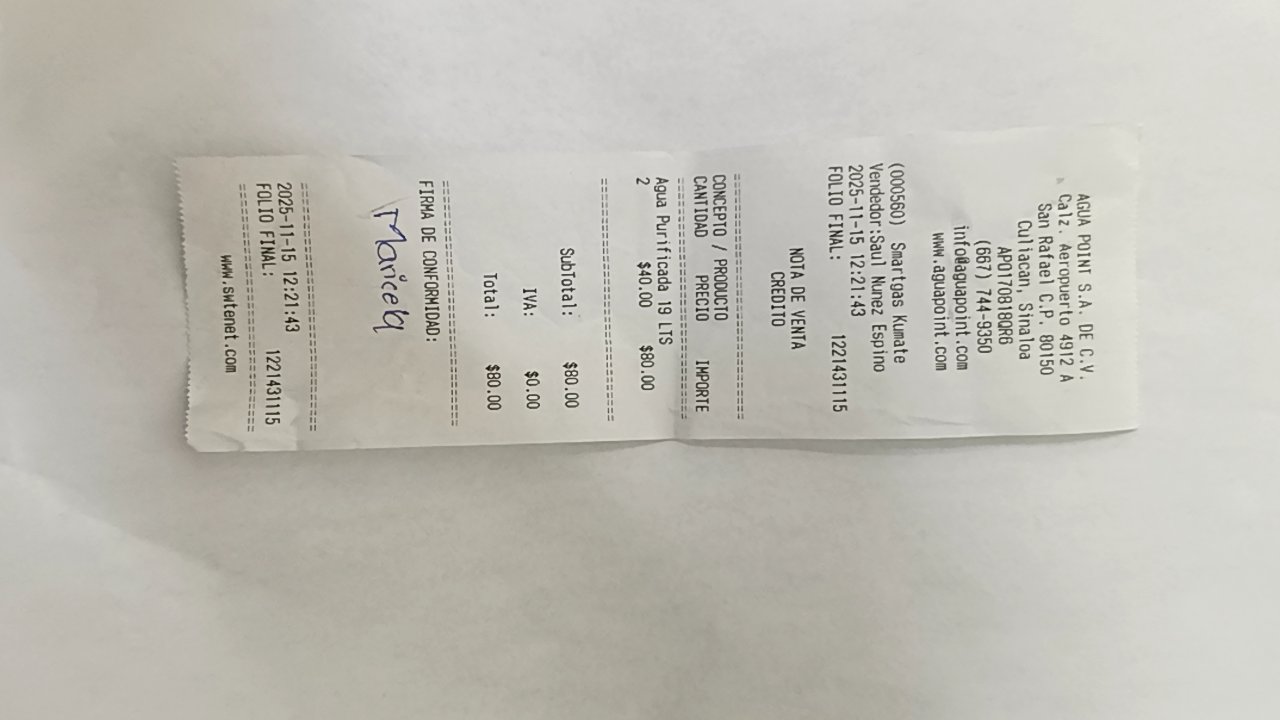 AGUA POINT S.A. DE C.V.
Calz. Aeropuerto 4912 A
San Rafael C.P. 80150
Culiacan, Sinaloa
APO170818QR6
(667) 744-9350
info@aguapoint.com
www.aguapoint.com
(000560) Smartgas Kumate
Vendedor:Saul Nunez Espino
2025-11-15 12:21:43
FOLIO FINAL: 1221431115
NOTA DE VENTA
CREDITO
==============================
CONCEPTO / PRODUCTO
CANTIDAD PRECIO IMPORTE
==============================
Agua Purificada 19 LTS
2 $40.00 $80.00
==============================
SubTotal: $80.00
IVA: $0.00
Total: $80.00
==============================
FIRMA DE CONFORMIDAD:
Maricela
==============================
2025-11-15 12:21:43
FOLIO FINAL: 1221431115
==============================
www.swtenet.com